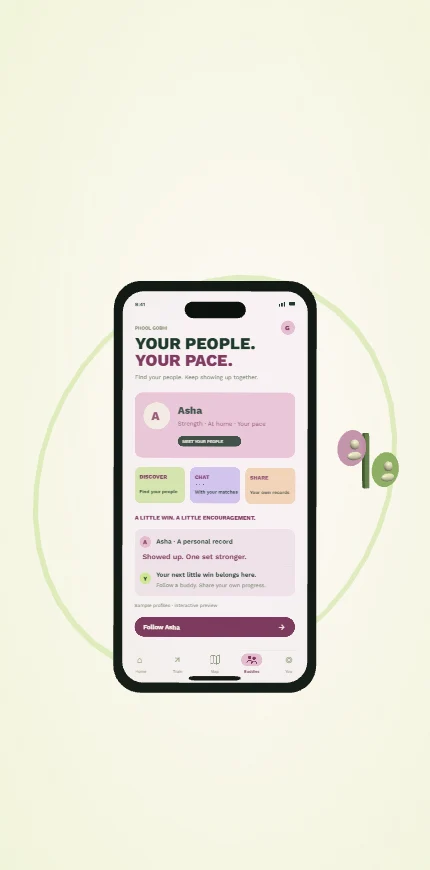 9:41
PHOOL GOBHI
G
YOUR PEOPLE.
YOUR PACE.
Find your people. Keep showing up together.
A
Asha
Strength · At home · Your pace
MEET YOUR PEOPLE
DISCOVER
Find your people
CHAT
With your matches
SHARE
Your own records
A LITTLE WIN. A LITTLE ENCOURAGEMENT.
A
Asha · A personal record
Showed up. One set stronger.
Y
Your next little win belongs here.
Follow a buddy. Share your own progress.
Sample profiles · Interactive preview
Follow Asha →
Home
Train
Map
Buddies
You